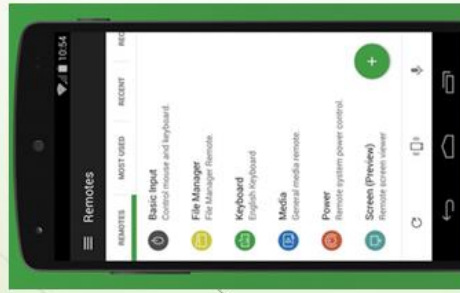 10:54
Remotes
REMOTES MOST USED RECENT REC
Basic Input
Control mouse and keyboard.
File Manager
File Manager Remote.
Keyboard
English Keyboard
Media
General media remote.
Power
Remote system power control.
Screen (Preview)
Remote screen viewer